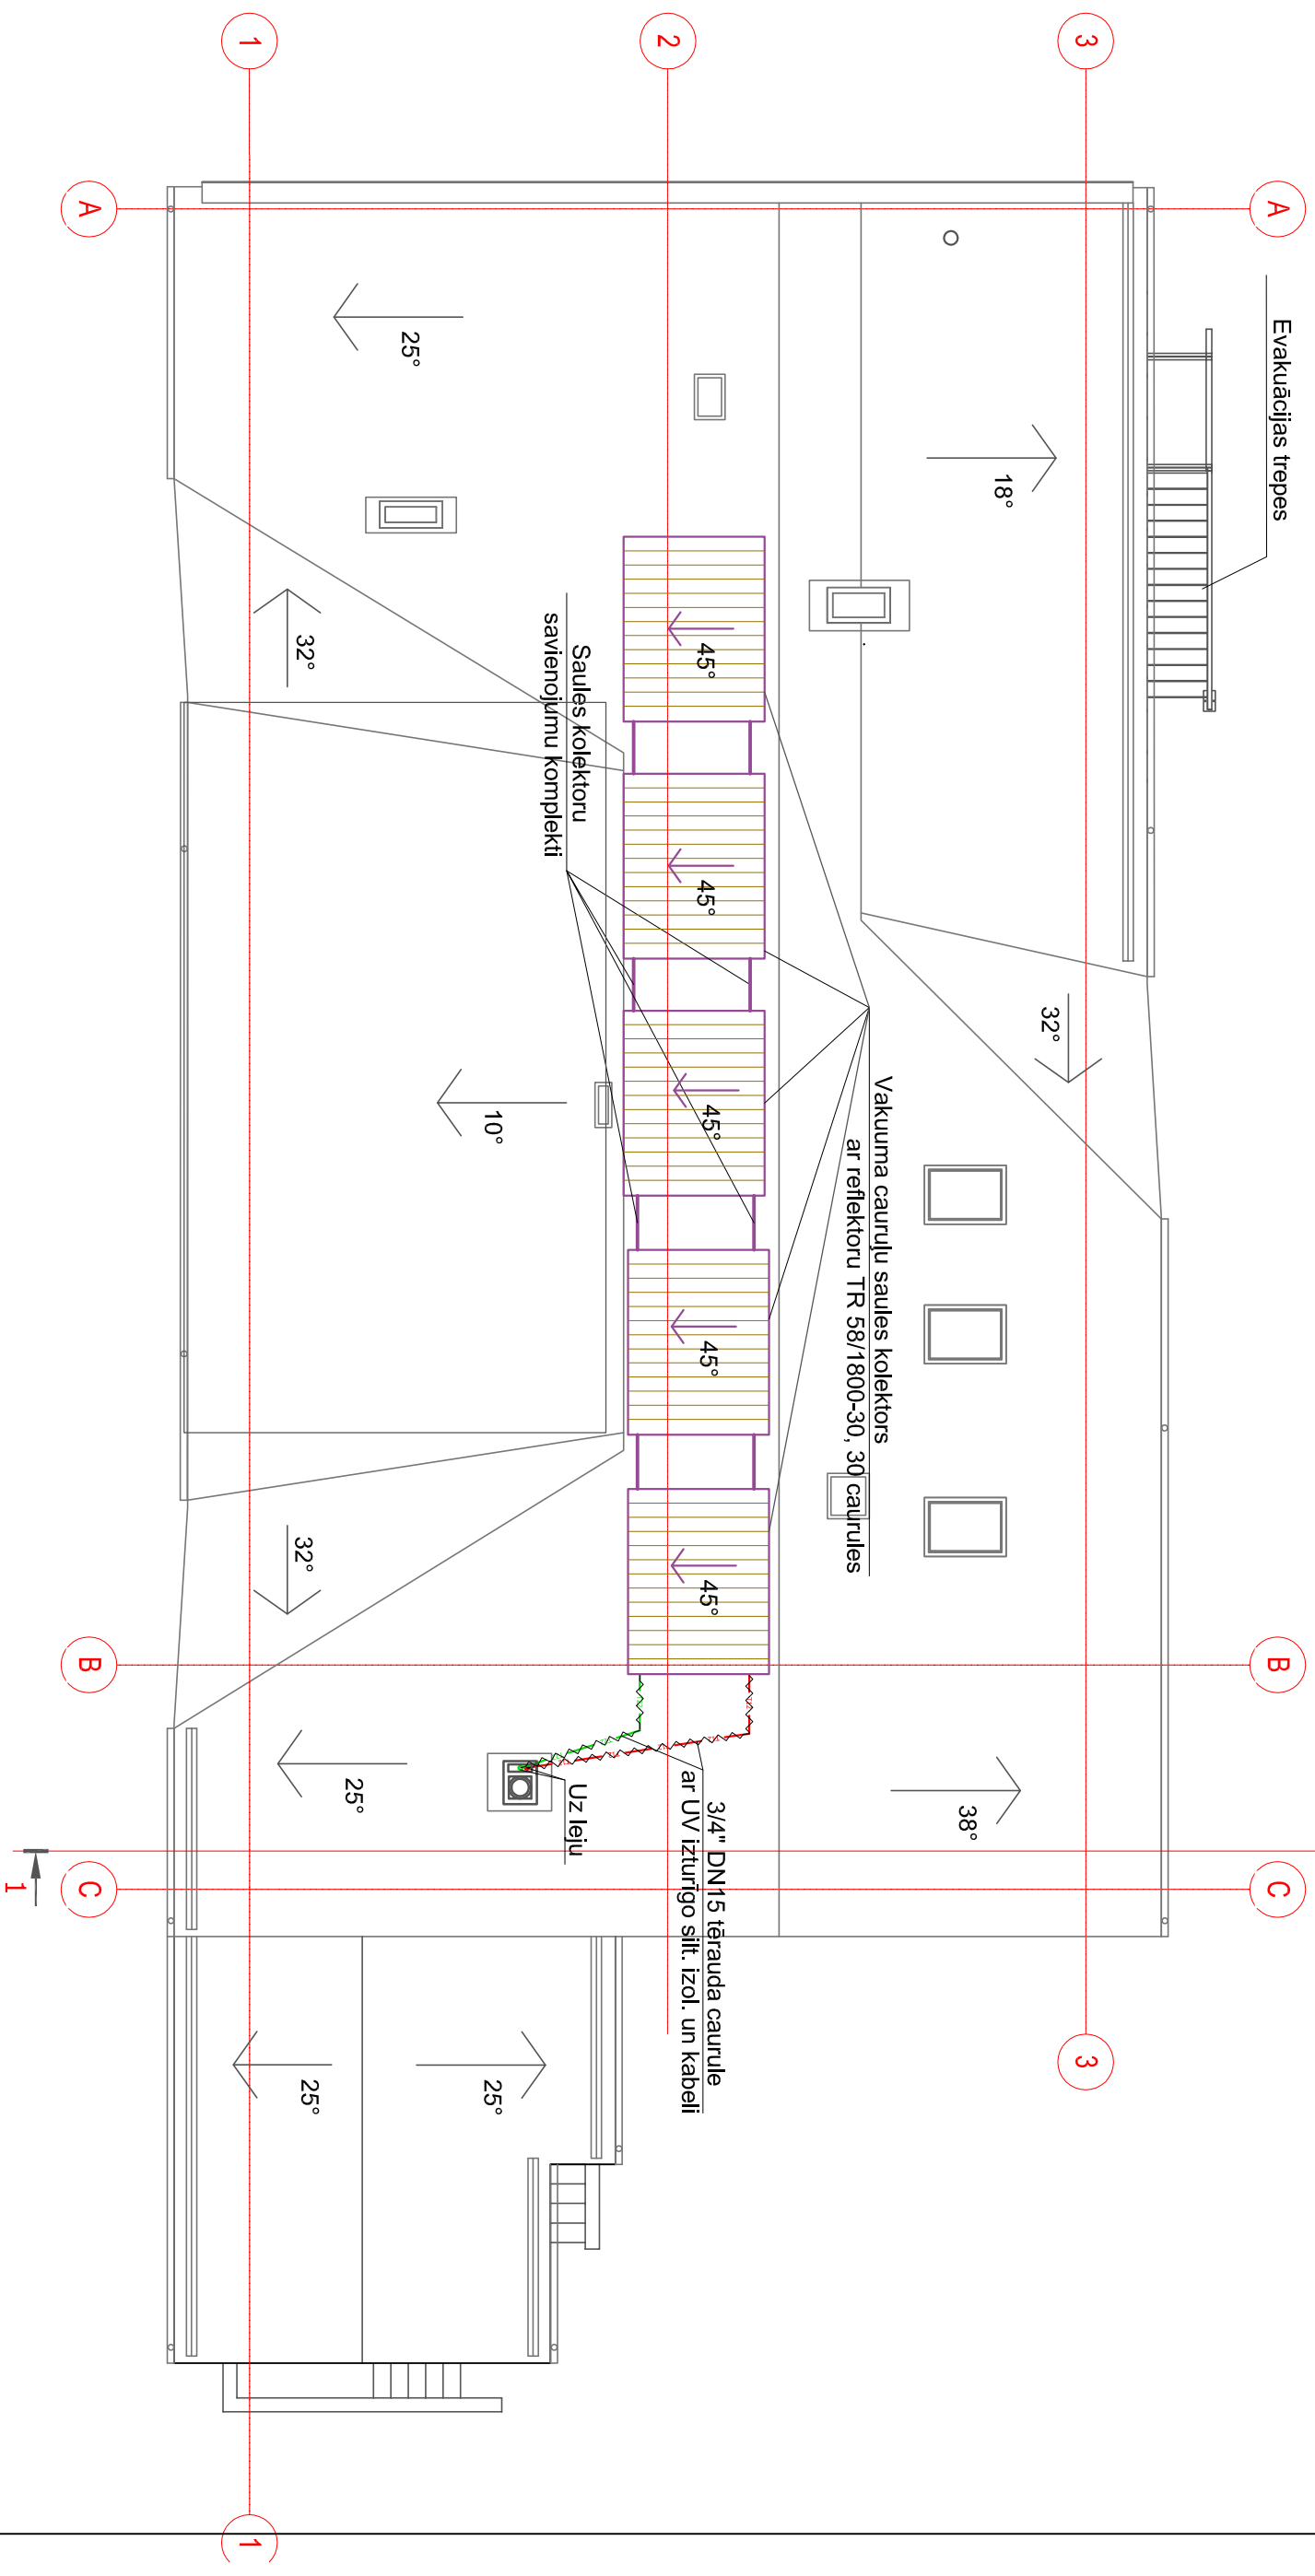 Evakuācijas trepes
3
3
2
1
1
A
A
B
B
C
C
1
18°
25°
32°
32°
45°
45°
45°
45°
45°
Saules kolektoru
savienojumu komplekti
Vakuuma cauruļu saules kolektors
ar reflektoru TR 58/1800-30, 30 caurules
10°
32°
38°
25°
Uz leju
3/4" DN15 tērauda caurule
ar UV izturīgo silt. izol. un kabeli
25°
25°